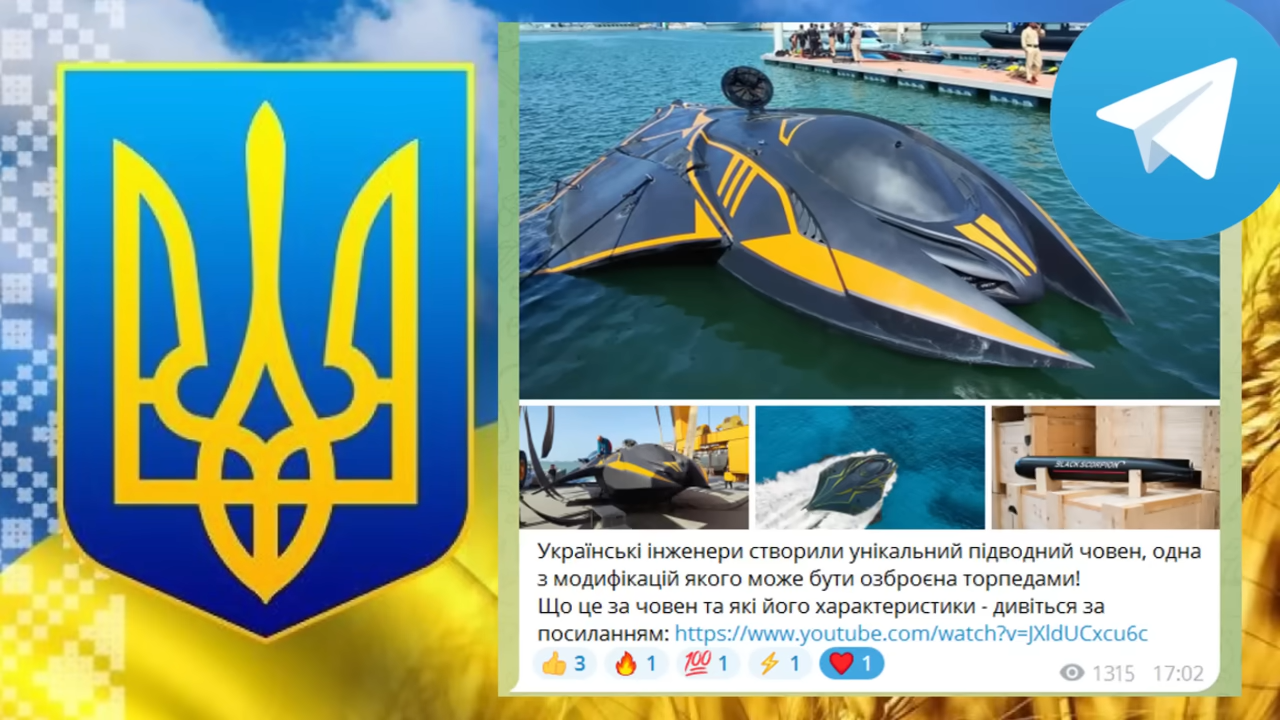 BLACKSCORPION
Українські інженери створили унікальний підводний човен, одна
з модифікацій якого може бути озброєна торпедами!
Що це за човен та які його характеристики - дивіться за
посиланням: https://www.youtube.com/watch?v=JXldUCxcu6c
👍 3 🔥 1 💯 1 ⚡ 1 ❤ 1
1315 17:02